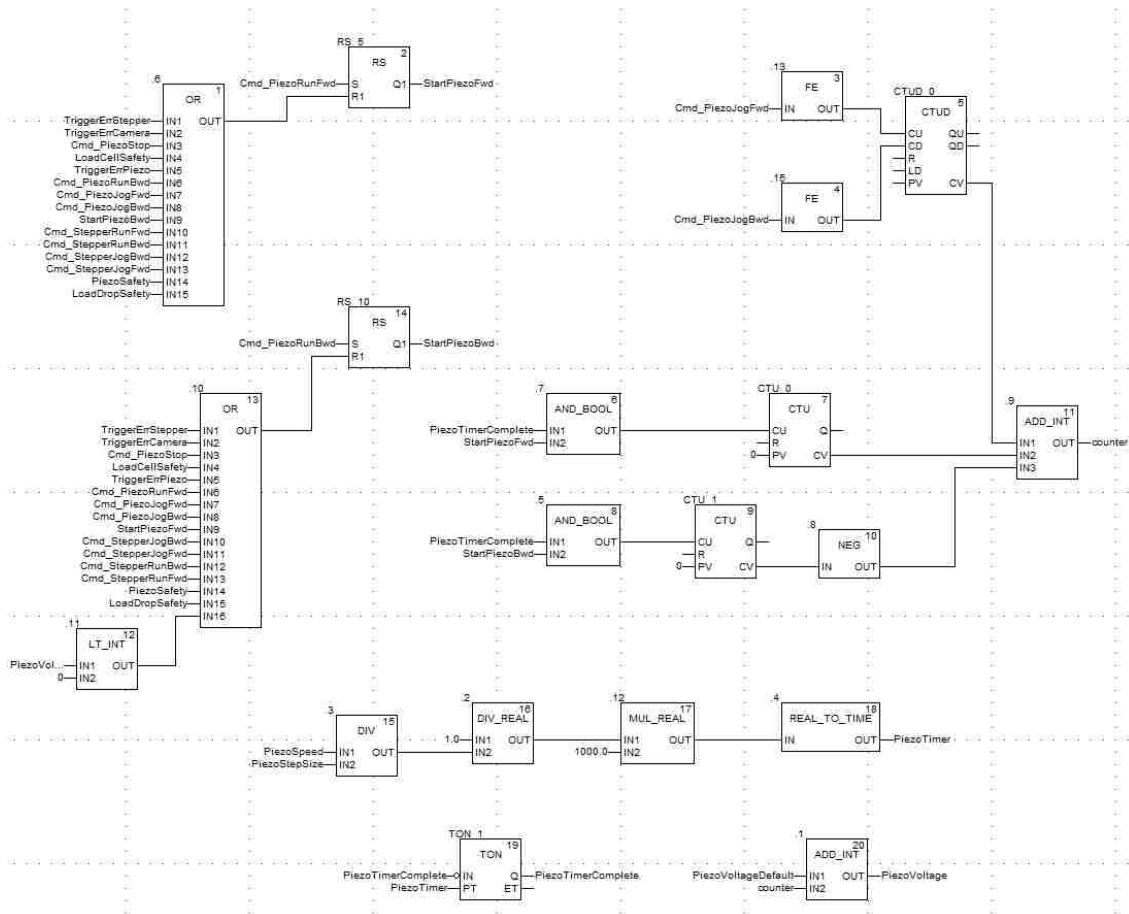 RS_5
2
RS
Cmd_PiezoRunFwd S Q1 StartPiezoFwd
R1
.6
1
OR
TriggerErrStepper IN1 OUT
TriggerErrCamera IN2
Cmd_PiezoStop IN3
LoadCellSafety IN4
TriggerErrPiezo IN5
Cmd_PiezoRunBwd IN6
Cmd_PiezoJogFwd IN7
Cmd_PiezoJogBwd IN8
StartPiezoBwd IN9
Cmd_StepperRunFwd IN10
Cmd_StepperRunBwd IN11
Cmd_StepperJogBwd IN12
Cmd_StepperJogFwd IN13
PiezoSafety IN14
LoadDropSafety IN15
.13
3
FE
Cmd_PiezoJogFwd IN OUT
CTUD_0
5
CTUD
CU QU
CD QD
R
LD
PV CV
.15
4
FE
Cmd_PiezoJogBwd IN OUT
RS_10
14
RS
Cmd_PiezoRunBwd S Q1 StartPiezoBwd
R1
.10
13
OR
TriggerErrStepper IN1 OUT
TriggerErrCamera IN2
Cmd_PiezoStop IN3
LoadCellSafety IN4
TriggerErrPiezo IN5
Cmd_PiezoRunFwd IN6
Cmd_PiezoJogFwd IN7
Cmd_PiezoJogBwd IN8
StartPiezoFwd IN9
Cmd_StepperJogBwd IN10
Cmd_StepperJogFwd IN11
Cmd_StepperRunBwd IN12
Cmd_StepperRunFwd IN13
PiezoSafety IN14
LoadDropSafety IN15
IN16
.11
12
LT_INT
PiezoVol... IN1 OUT
0 IN2
.7
6
AND_BOOL
PiezoTimerComplete IN1 OUT
StartPiezoFwd IN2
CTU_0
7
CTU
CU Q
R
0 PV CV
.9
11
ADD_INT
IN1 OUT counter
IN2
IN3
.5
8
AND_BOOL
PiezoTimerComplete IN1 OUT
StartPiezoBwd IN2
CTU_1
9
CTU
CU Q
R
0 PV CV
.8
10
NEG
IN OUT
.3
15
DIV
PiezoSpeed IN1 OUT
PiezoStepSize IN2
.2
16
DIV_REAL
1.0 IN1 OUT
IN2
.12
17
MUL_REAL
IN1 OUT
1000.0 IN2
.4
18
REAL_TO_TIME
IN OUT PiezoTimer
TON_1
19
TON
PiezoTimerComplete IN Q PiezoTimerComplete
PiezoTimer PT ET
.1
20
ADD_INT
PiezoVoltageDefault IN1 OUT PiezoVoltage
counter IN2